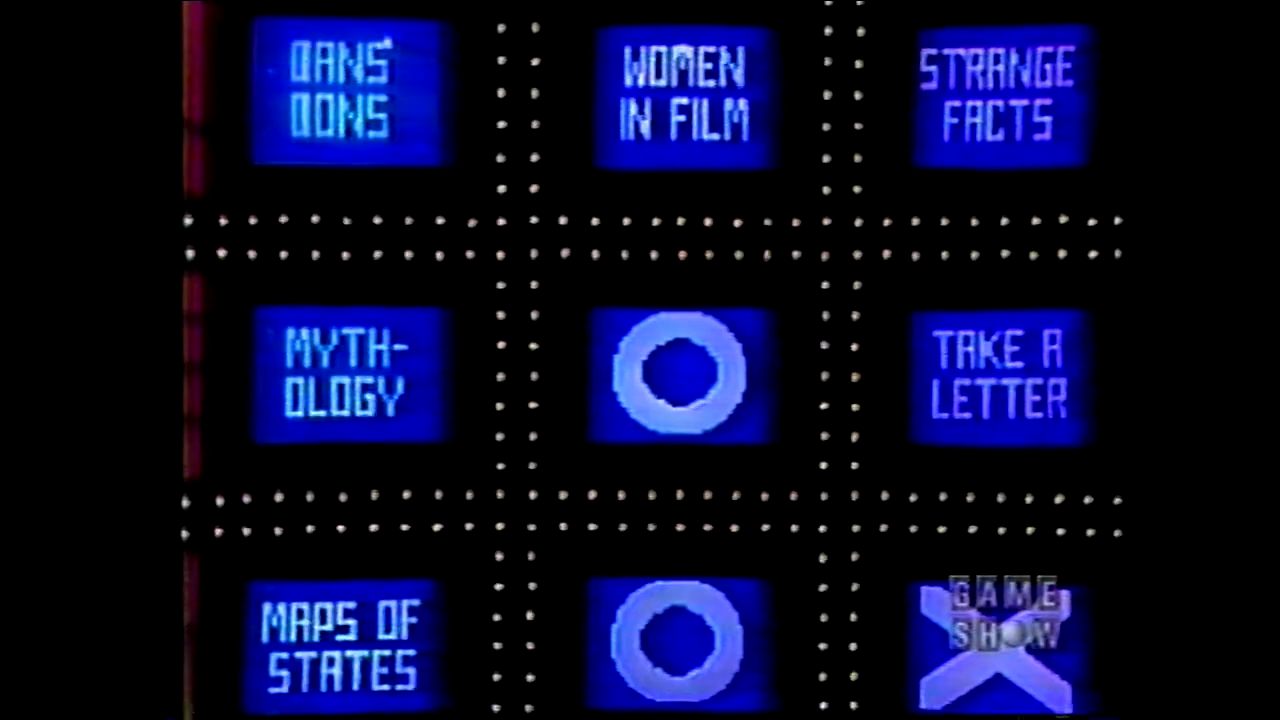 DANS'
DONS
WOMEN
IN FILM
STRANGE
FACTS
MYTH-
OLOGY
O
TAKE A
LETTER
MAPS OF
STATES
O
X
GAME
SHOW